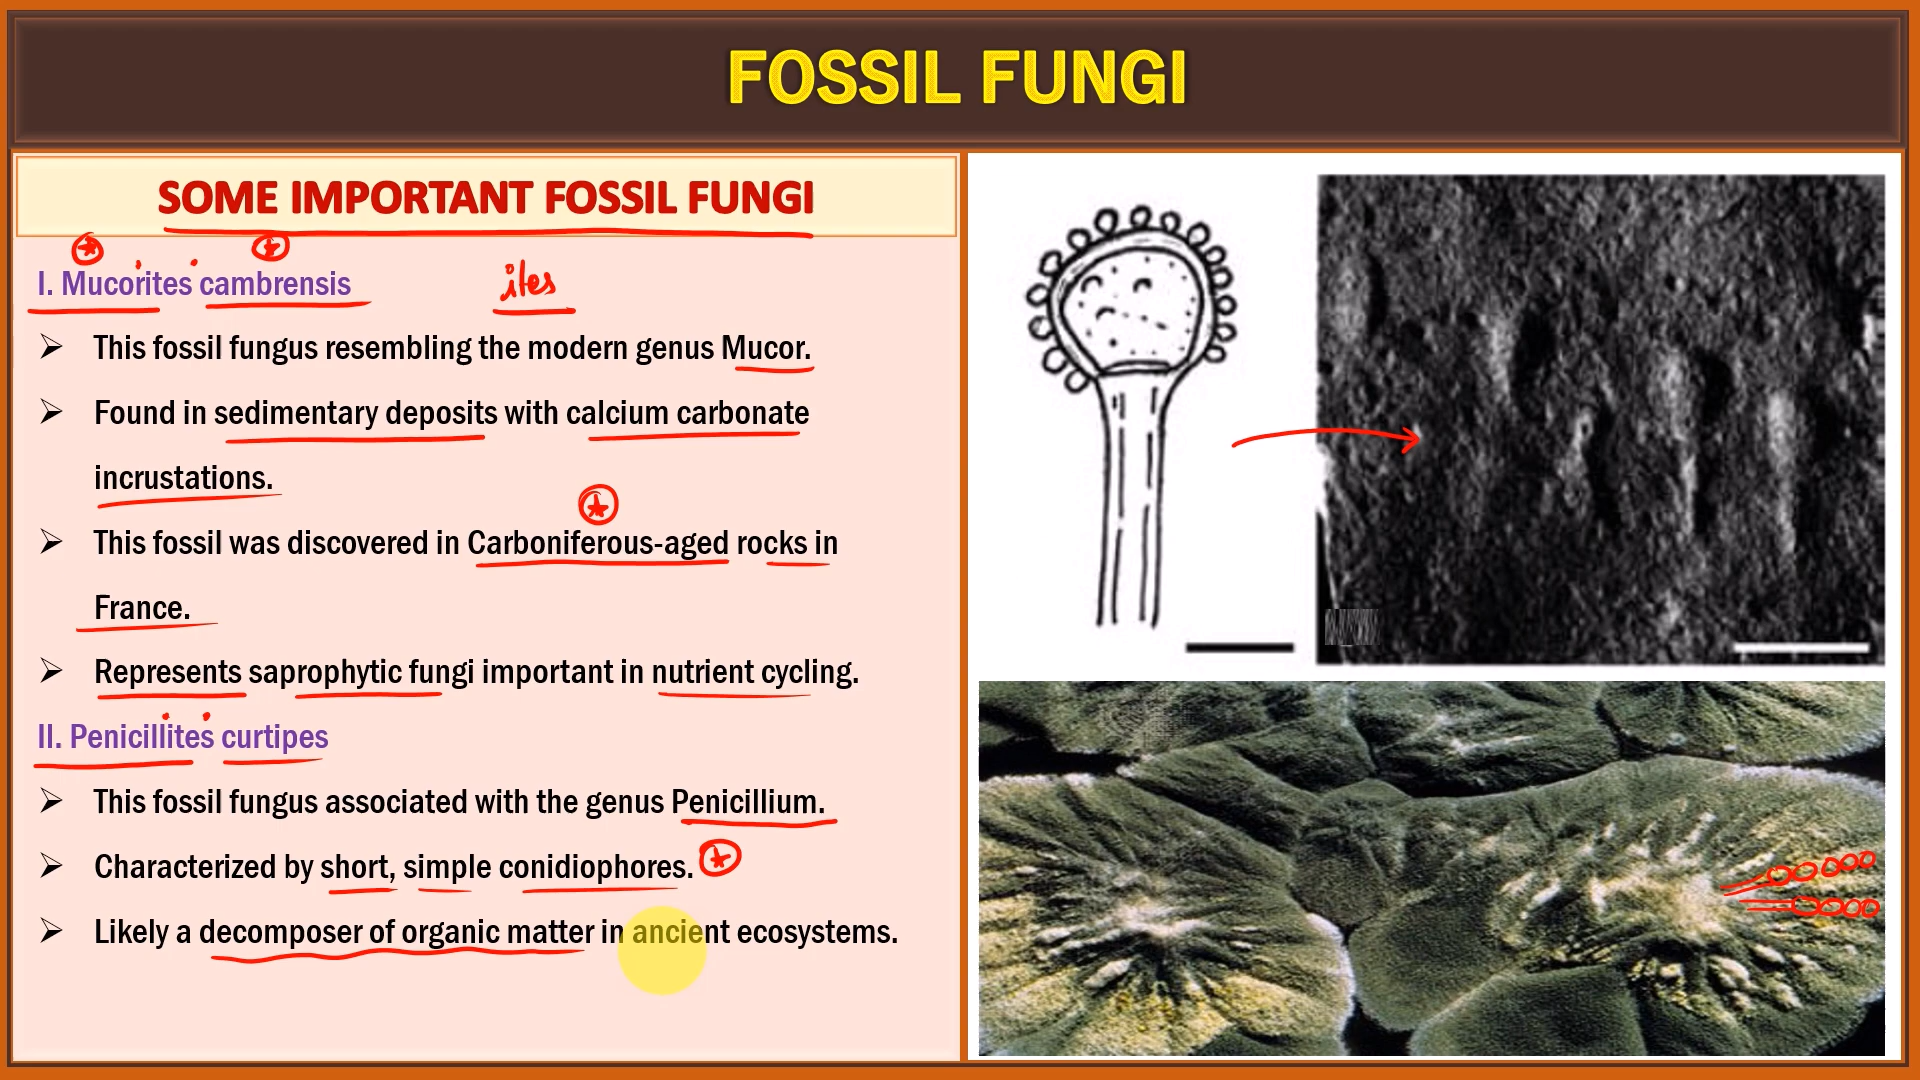 FOSSIL FUNGI
SOME IMPORTANT FOSSIL FUNGI
I. Mucorites cambrensis
ites
➢ This fossil fungus resembling the modern genus Mucor.
➢ Found in sedimentary deposits with calcium carbonate
incrustations.
➢ This fossil was discovered in Carboniferous-aged rocks in
France.
➢ Represents saprophytic fungi important in nutrient cycling.
II. Penicillites curtipes
➢ This fossil fungus associated with the genus Penicillium.
➢ Characterized by short, simple conidiophores.
➢ Likely a decomposer of organic matter in ancient ecosystems.